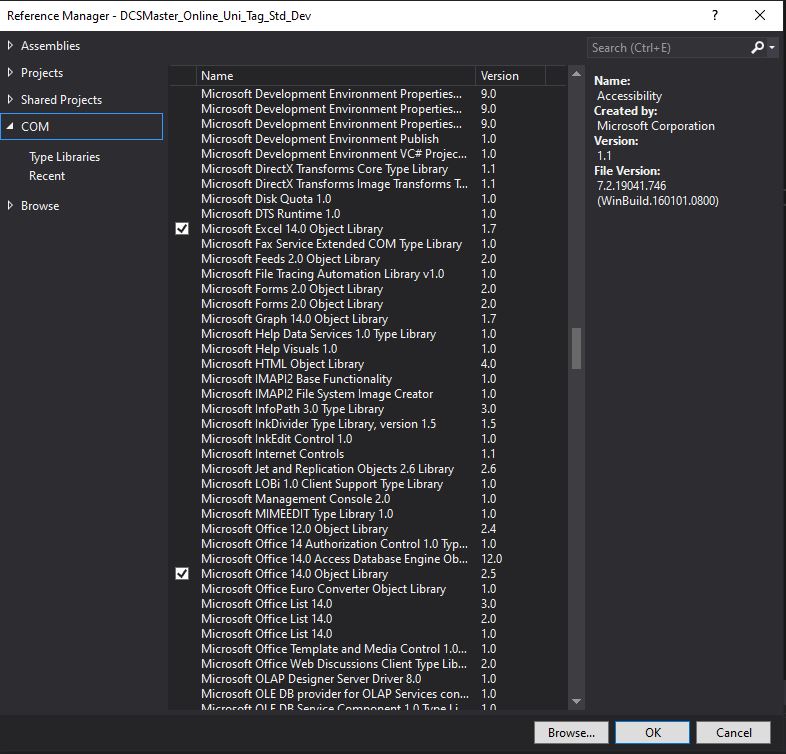 Reference Manager - DCSMaster_Online_Uni_Tag_Std_Dev
?
Assemblies
Projects
Shared Projects
COM
Type Libraries
Recent
Browse
Name Version
Microsoft Development Environment Properties... 9.0
Microsoft Development Environment Properties... 9.0
Microsoft Development Environment Properties... 9.0
Microsoft Development Environment Publish 1.0
Microsoft Development Environment VC# Projec... 1.0
Microsoft DirectX Transforms Core Type Library 1.1
Microsoft DirectX Transforms Image Transforms T... 1.1
Microsoft Disk Quota 1.0 1.0
Microsoft DTS Runtime 1.0 1.0
Microsoft Excel 14.0 Object Library 1.7
Microsoft Fax Service Extended COM Type Library 1.0
Microsoft Feeds 2.0 Object Library 2.0
Microsoft File Tracing Automation Library v1.0 1.0
Microsoft Forms 2.0 Object Library 2.0
Microsoft Forms 2.0 Object Library 2.0
Microsoft Graph 14.0 Object Library 1.7
Microsoft Help Data Services 1.0 Type Library 1.0
Microsoft Help Visuals 1.0 1.0
Microsoft HTML Object Library 4.0
Microsoft IMAPI2 Base Functionality 1.0
Microsoft IMAPI2 File System Image Creator 1.0
Microsoft InfoPath 3.0 Type Library 3.0
Microsoft InkDivider Type Library, version 1.5 1.5
Microsoft InkEdit Control 1.0 1.0
Microsoft Internet Controls 1.1
Microsoft Jet and Replication Objects 2.6 Library 2.6
Microsoft LOBi 1.0 Client Support Type Library 1.0
Microsoft Management Console 2.0 1.0
Microsoft MIMEEDIT Type Library 1.0 1.0
Microsoft Office 12.0 Object Library 2.4
Microsoft Office 14 Authorization Control 1.0 Typ... 1.0
Microsoft Office 14.0 Access Database Engine Ob... 12.0
Microsoft Office 14.0 Object Library 2.5
Microsoft Office Euro Converter Object Library 1.0
Microsoft Office List 14.0 3.0
Microsoft Office List 14.0 2.0
Microsoft Office List 14.0 1.0
Microsoft Office Template and Media Control 1.0... 1.0
Microsoft Office Web Discussions Client Type Lib... 2.0
Microsoft OLAP Designer Server Driver 8.0 1.0
Microsoft OLE DB provider for OLAP Services con... 1.0
Microsoft OLE DB Service Component 1.0 Type Li... 1.0
Search (Ctrl+E)
Name:
Accessibility
Created by:
Microsoft Corporation
Version:
1.1
File Version:
7.2.19041.746
(WinBuild.160101.0800)
Browse... OK Cancel